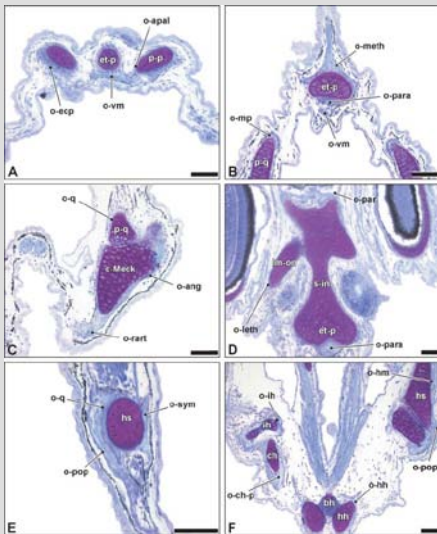 o-apal
et-p
p-p
o-ecp
o-vm
A
o-meth
et-p
o-para
o-mp
o-vm
p-q
B
o-q
p-q
c-Meck
o-ang
o-rart
C
o-par
s-in
o-leth
et-p
o-para
D
o-q
hs
o-sym
o-pop
E
o-hm
o-ih
hs
ih
ch
o-pop
o-ch-p
bh
o-hh
hh
F